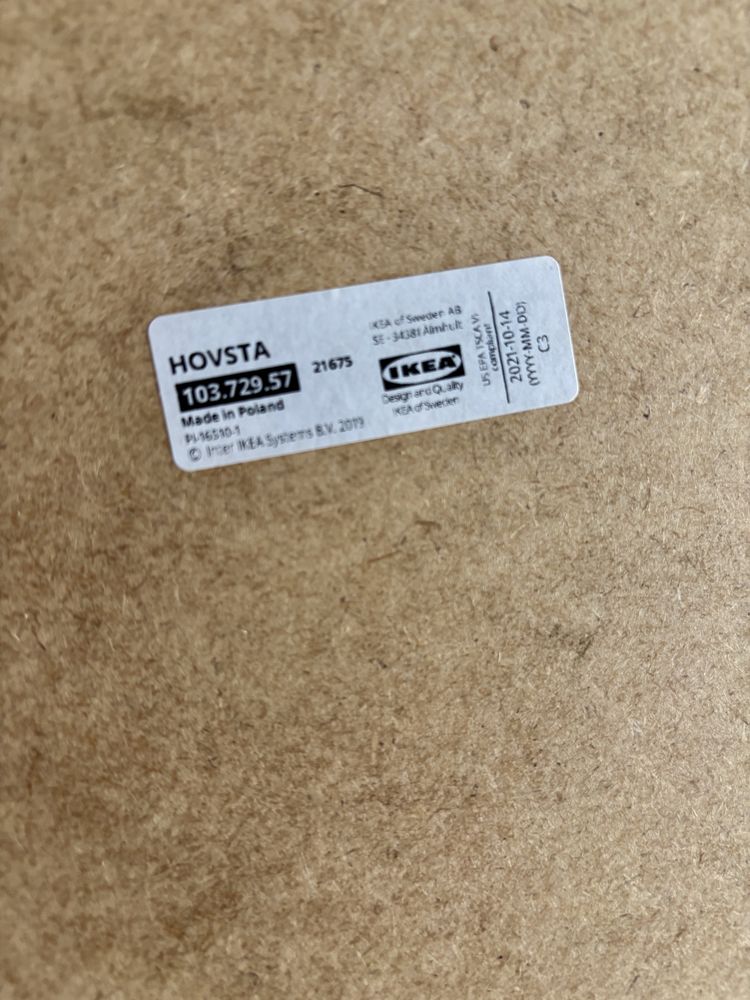 HOVSTA
103.729.57
Made in Poland
PI-16510-1
© Inter IKEA Systems B.V. 2019
21675
IKEA of Sweden AB
SE - 34381 Älmhult
IKEA
Design and Quality
IKEA of Sweden
US EPA TSCA VI
compliant
2021-10-14
(YYYY-MM-DD)
C3